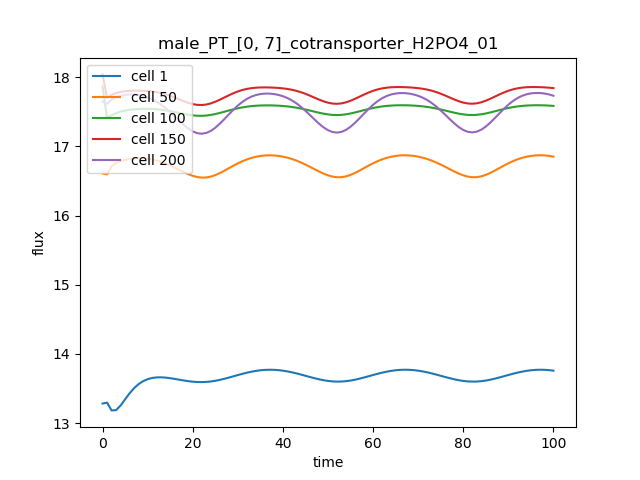 male_PT_[0, 7]_cotransporter_H2PO4_01
cell 1
cell 50
cell 100
cell 150
cell 200
18
17
16
15
14
13
flux
0 20 40 60 80 100
time